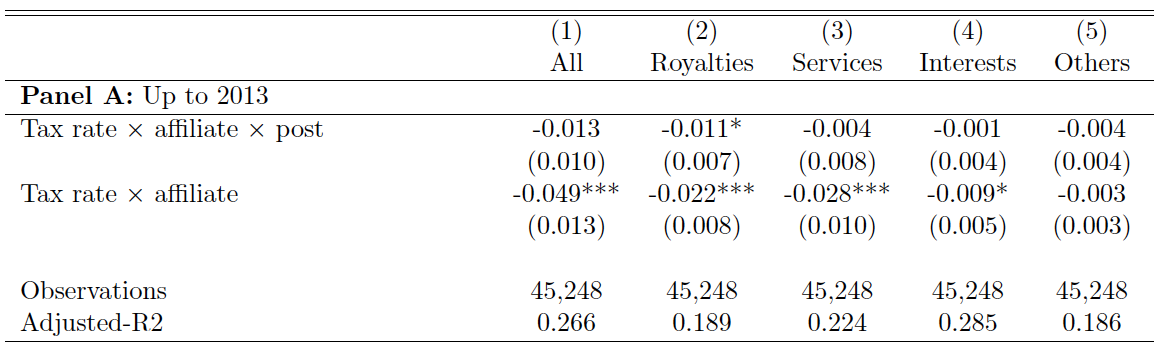 (1) (2) (3) (4) (5)
All Royalties Services Interests Others
Panel A: Up to 2013
Tax rate × affiliate × post -0.013 -0.011* -0.004 -0.001 -0.004
(0.010) (0.007) (0.008) (0.004) (0.004)
Tax rate × affiliate -0.049*** -0.022*** -0.028*** -0.009* -0.003
(0.013) (0.008) (0.010) (0.005) (0.003)
Observations 45,248 45,248 45,248 45,248 45,248
Adjusted-R2 0.266 0.189 0.224 0.285 0.186